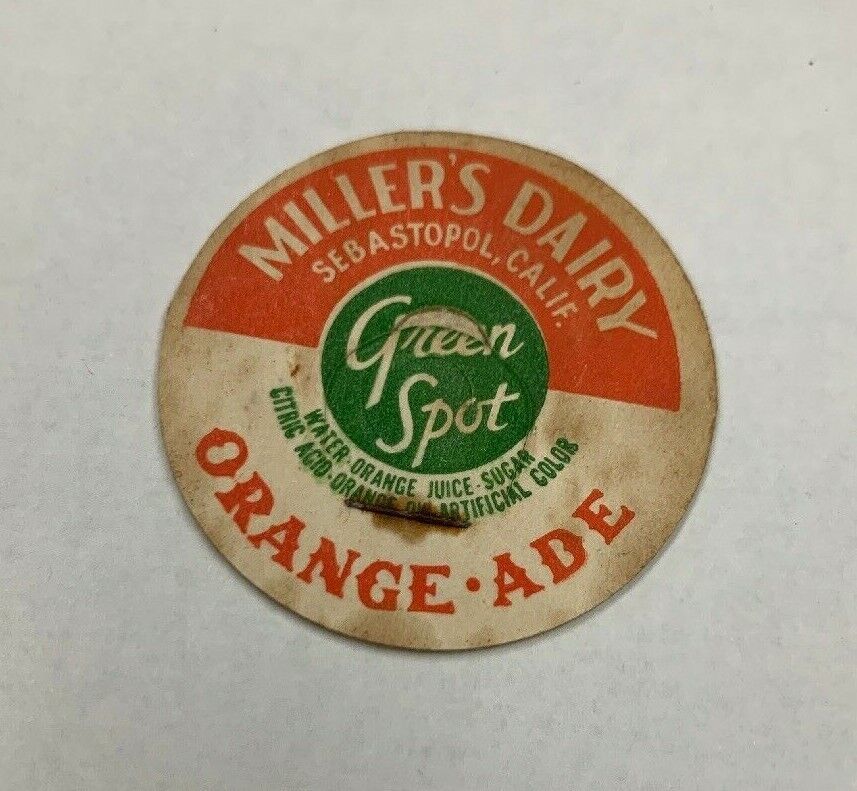 MILLER'S DAIRY
SEBASTOPOL, CALIF.
Green
Spot
WATER·ORANGE JUICE·SUGAR
CITRIC ACID·ORANGE OIL ARTIFICIAL COLOR
ORANGE·ADE